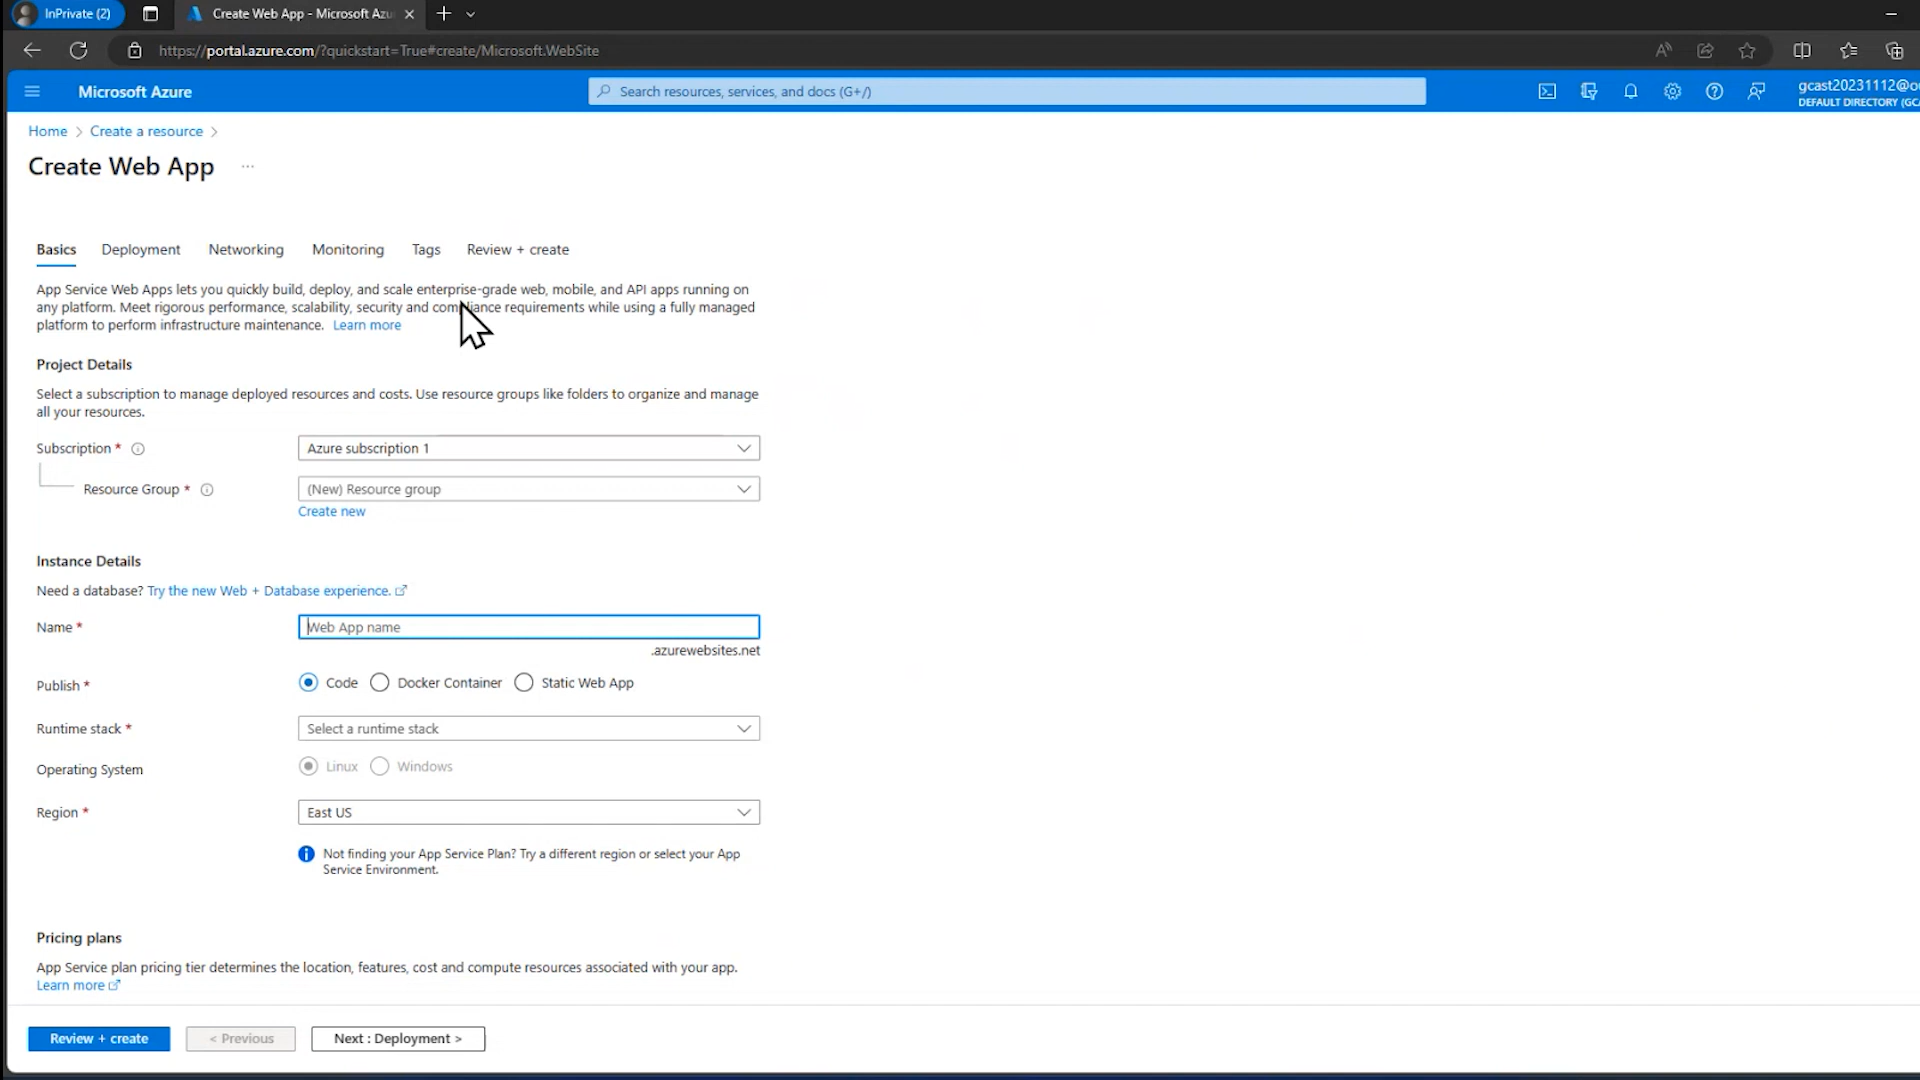 InPrivate (2)
Create Web App - Microsoft Azu
https://portal.azure.com/?quickstart=True#create/Microsoft.WebSite
Microsoft Azure
Search resources, services, and docs (G+/)
gcast20231112@o
DEFAULT DIRECTORY (GCA
Home > Create a resource >
Create Web App ...
Basics Deployment Networking Monitoring Tags Review + create
App Service Web Apps lets you quickly build, deploy, and scale enterprise-grade web, mobile, and API apps running on
any platform. Meet rigorous performance, scalability, security and compliance requirements while using a fully managed
platform to perform infrastructure maintenance. Learn more
Project Details
Select a subscription to manage deployed resources and costs. Use resource groups like folders to organize and manage
all your resources.
Subscription * Azure subscription 1
Resource Group * (New) Resource group
Create new
Instance Details
Need a database? Try the new Web + Database experience.
Name * Web App name
.azurewebsites.net
Publish * Code Docker Container Static Web App
Runtime stack * Select a runtime stack
Operating System Linux Windows
Region * East US
Not finding your App Service Plan? Try a different region or select your App
Service Environment.
Pricing plans
App Service plan pricing tier determines the location, features, cost and compute resources associated with your app.
Learn more
Review + create < Previous Next : Deployment >